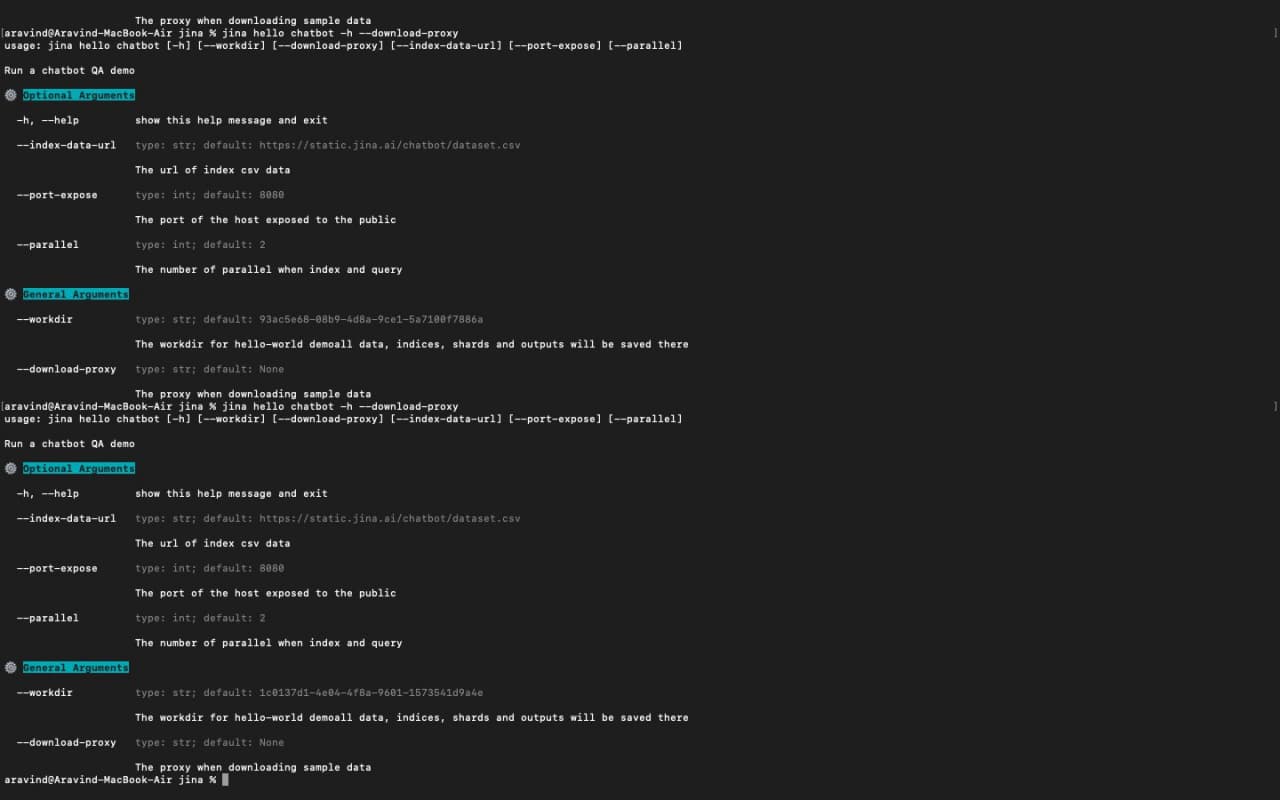 The proxy when downloading sample data
[aravind@Aravind-MacBook-Air jina % jina hello chatbot -h --download-proxy ]
usage: jina hello chatbot [-h] [--workdir] [--download-proxy] [--index-data-url] [--port-expose] [--parallel]
Run a chatbot QA demo
Optional Arguments
-h, --help show this help message and exit
--index-data-url type: str; default: https://static.jina.ai/chatbot/dataset.csv
The url of index csv data
--port-expose type: int; default: 8080
The port of the host exposed to the public
--parallel type: int; default: 2
The number of parallel when index and query
General Arguments
--workdir type: str; default: 93ac5e68-08b9-4d8a-9ce1-5a7100f7886a
The workdir for hello-world demoall data, indices, shards and outputs will be saved there
--download-proxy type: str; default: None
The proxy when downloading sample data
[aravind@Aravind-MacBook-Air jina % jina hello chatbot -h --download-proxy ]
usage: jina hello chatbot [-h] [--workdir] [--download-proxy] [--index-data-url] [--port-expose] [--parallel]
Run a chatbot QA demo
Optional Arguments
-h, --help show this help message and exit
--index-data-url type: str; default: https://static.jina.ai/chatbot/dataset.csv
The url of index csv data
--port-expose type: int; default: 8080
The port of the host exposed to the public
--parallel type: int; default: 2
The number of parallel when index and query
General Arguments
--workdir type: str; default: 1c0137d1-4e04-4f8a-9601-1573541d9a4e
The workdir for hello-world demoall data, indices, shards and outputs will be saved there
--download-proxy type: str; default: None
The proxy when downloading sample data
aravind@Aravind-MacBook-Air jina %